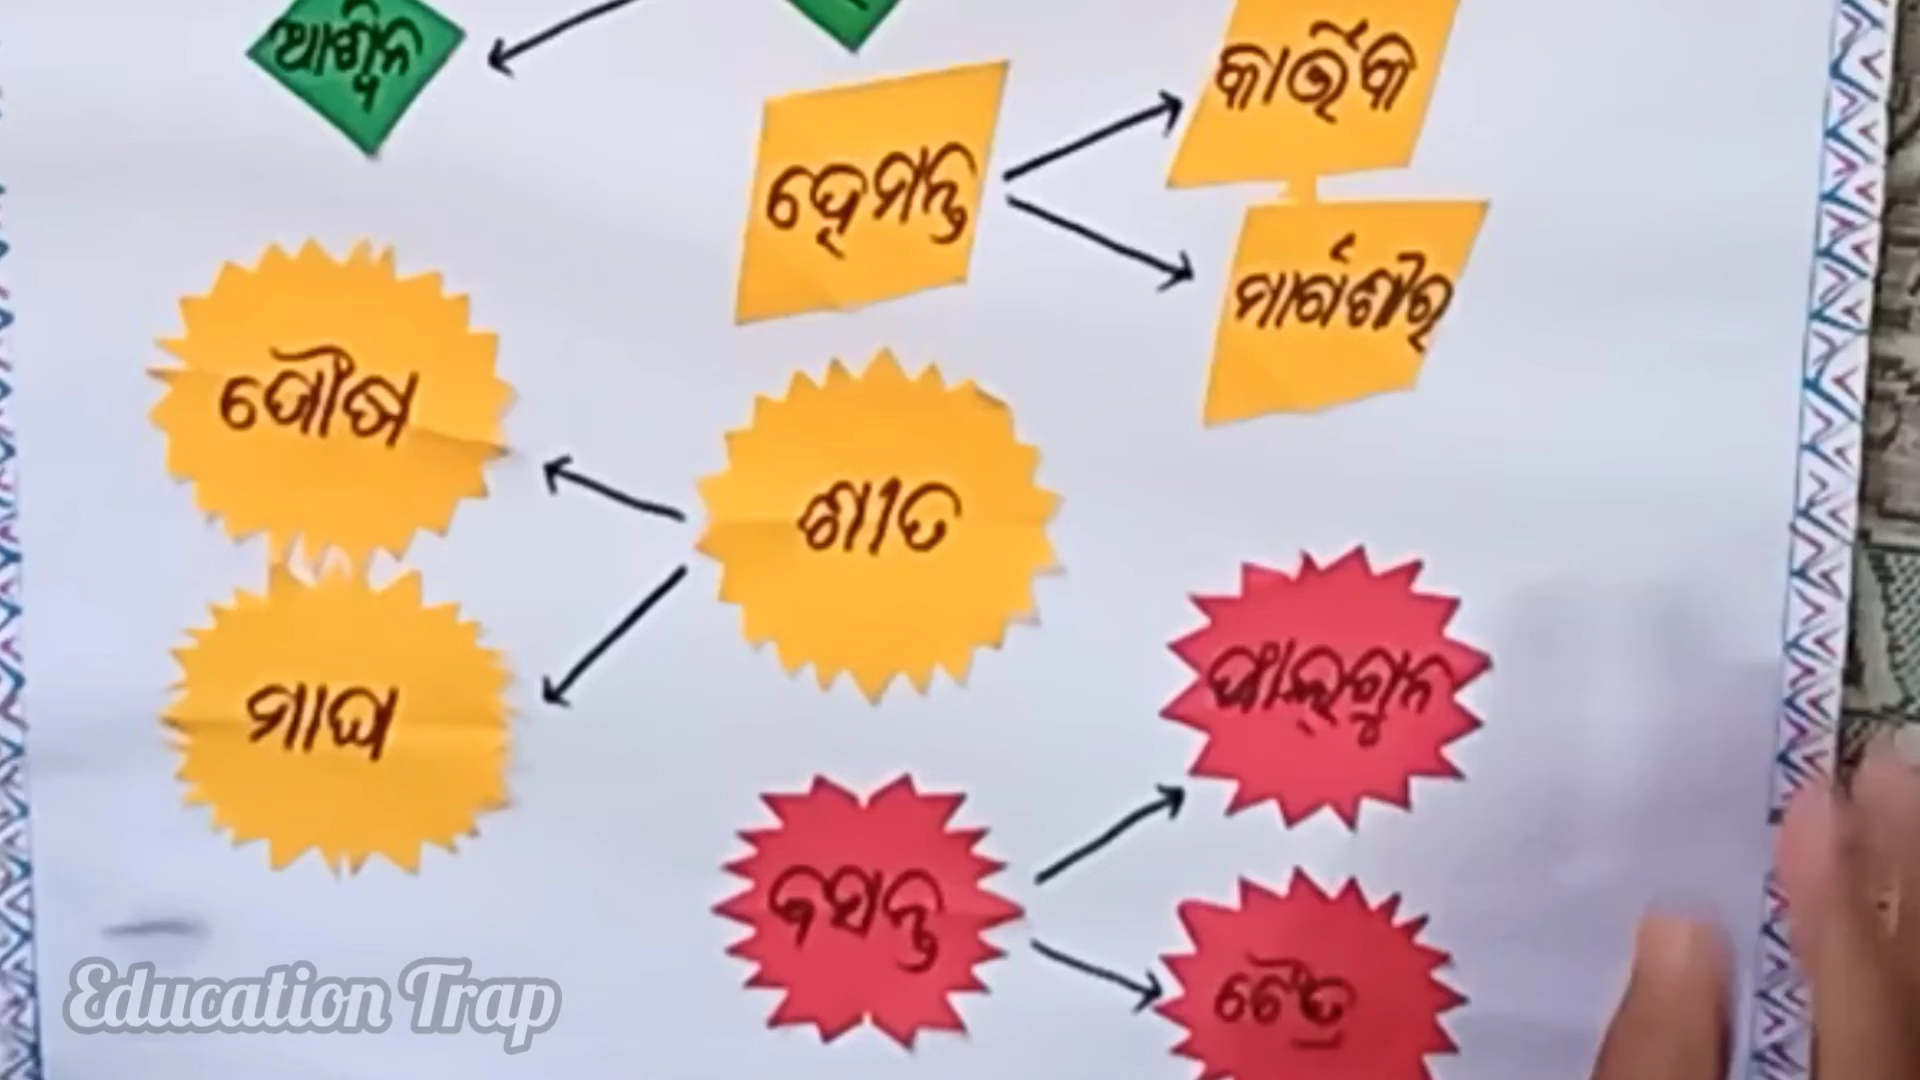 ଆଶ୍ୱିନ
କାର୍ତ୍ତିକ
ହେମନ୍ତ
ମାର୍ଗଶୀର
ପୌଷ
ଶୀତ
ମାଘ
ଫାଲ୍ଗୁନ
ବସନ୍ତ
ଚୈତ୍ର
Education Trap